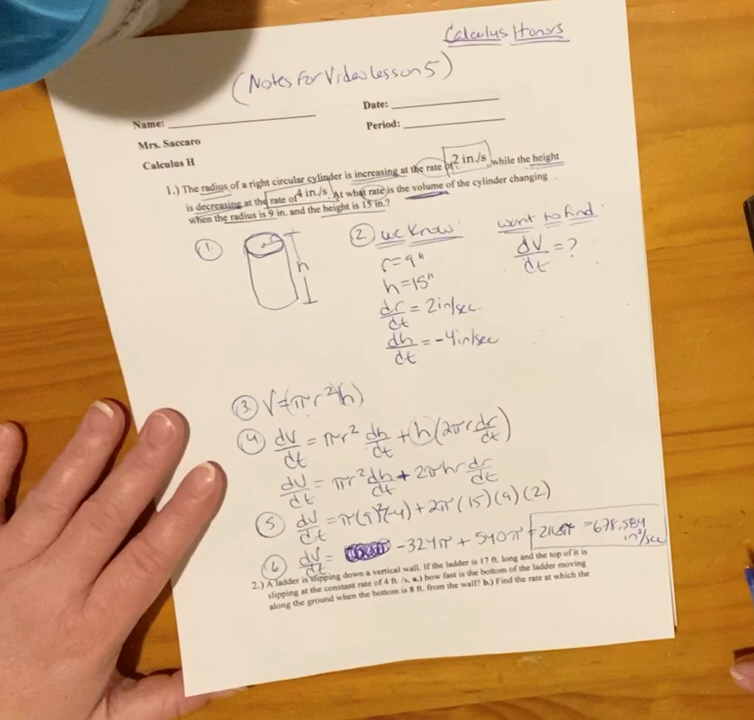 Calculus Honors
(Notes for Video lesson 5)
Name: Date:
Mrs. Saccaro Period:
Calculus H
1.) The radius of a right circular cylinder is increasing at the rate of 2 in./s while the height
is decreasing at the rate of 4 in./s. At what rate is the volume of the cylinder changing
when the radius is 9 in. and the height is 15 in.?
① ② we know: want to find:
r=9" dV/dt = ?
h h=15"
dr/dt = 2in/sec.
dh/dt = -4in/sec
③ V=(πr²)(h)
④ dV/dt = πr² dh/dt + h(2πr dr/dt)
dV/dt = πr² dh/dt + 2πhr dr/dt
⑤ dV/dt = π(9)²(-4) + 2π(15)(9)(2)
⑥ dV/dt = -324π + 540π = 216π = 678.584 in³/sec
2.) A ladder is slipping down a vertical wall. If the ladder is 17 ft. long and the top of it is
slipping at the constant rate of 4 ft. /s, a.) how fast is the bottom of the ladder moving
along the ground when the bottom is 8 ft. from the wall? b.) Find the rate at which the